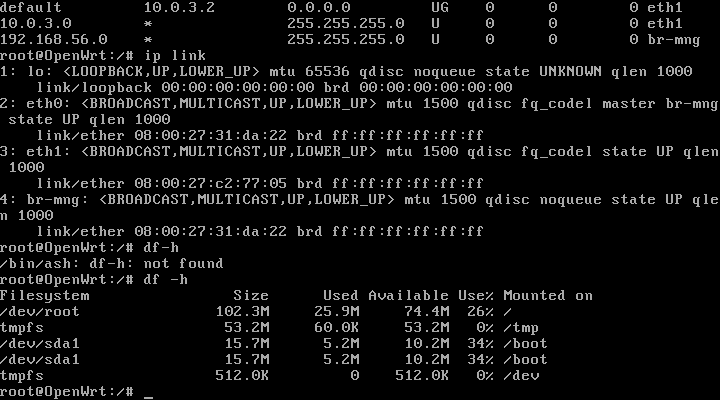 default         10.0.3.2        0.0.0.0         UG    0      0        0 eth1
10.0.3.0        *               255.255.255.0   U     0      0        0 eth1
192.168.56.0    *               255.255.255.0   U     0      0        0 br-mng
root@OpenWrt:/# ip link
1: lo: <LOOPBACK,UP,LOWER_UP> mtu 65536 qdisc noqueue state UNKNOWN qlen 1000
    link/loopback 00:00:00:00:00:00 brd 00:00:00:00:00:00
2: eth0: <BROADCAST,MULTICAST,UP,LOWER_UP> mtu 1500 qdisc fq_codel master br-mng
 state UP qlen 1000
    link/ether 08:00:27:31:da:22 brd ff:ff:ff:ff:ff:ff
3: eth1: <BROADCAST,MULTICAST,UP,LOWER_UP> mtu 1500 qdisc fq_codel state UP qlen
 1000
    link/ether 08:00:27:c2:77:05 brd ff:ff:ff:ff:ff:ff
4: br-mng: <BROADCAST,MULTICAST,UP,LOWER_UP> mtu 1500 qdisc noqueue state UP qle
n 1000
    link/ether 08:00:27:31:da:22 brd ff:ff:ff:ff:ff:ff
root@OpenWrt:/# df-h
/bin/ash: df-h: not found
root@OpenWrt:/# df -h
Filesystem                Size      Used Available Use% Mounted on
/dev/root               102.3M     25.9M     74.4M  26% /
tmpfs                    53.2M     60.0K     53.2M   0% /tmp
/dev/sda1                15.7M      5.2M     10.2M  34% /boot
/dev/sda1                15.7M      5.2M     10.2M  34% /boot
tmpfs                   512.0K         0    512.0K   0% /dev
root@OpenWrt:/# _